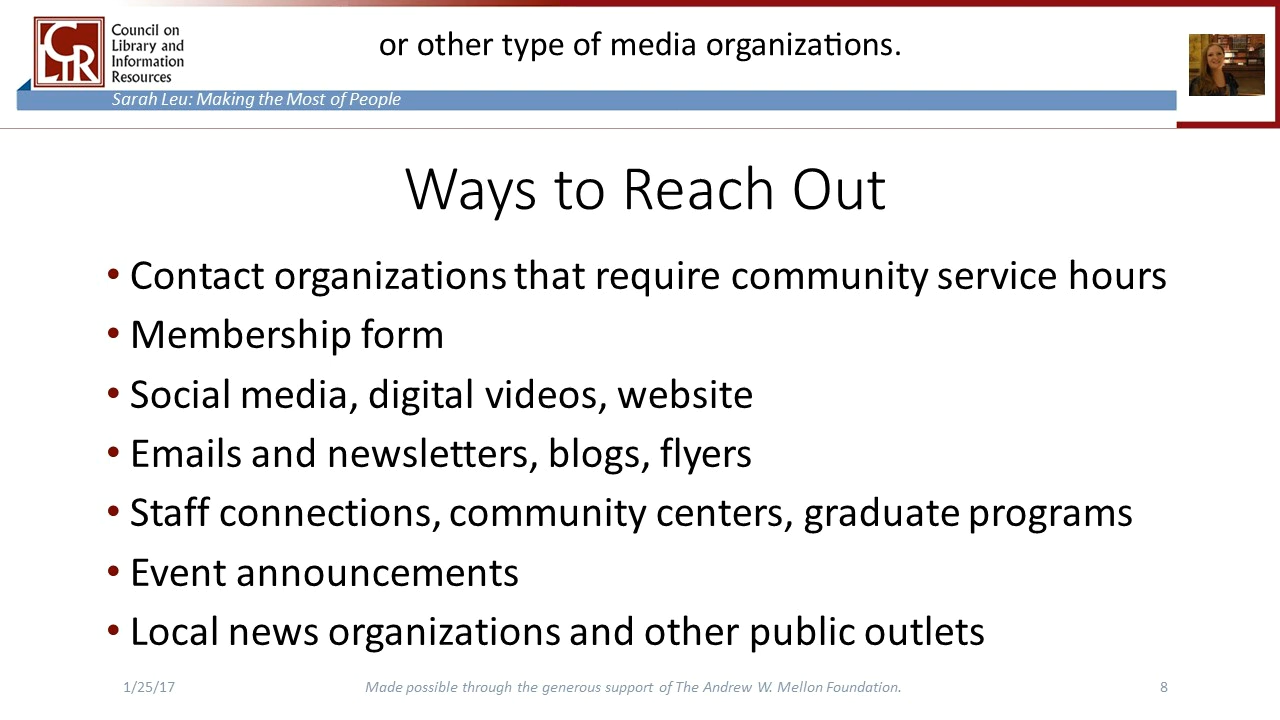 CLIR
Council on
Library and
Information
Resources
or other type of media organizations.
Sarah Leu: Making the Most of People
Ways to Reach Out
• Contact organizations that require community service hours
• Membership form
• Social media, digital videos, website
• Emails and newsletters, blogs, flyers
• Staff connections, community centers, graduate programs
• Event announcements
• Local news organizations and other public outlets
1/25/17
Made possible through the generous support of The Andrew W. Mellon Foundation.
8